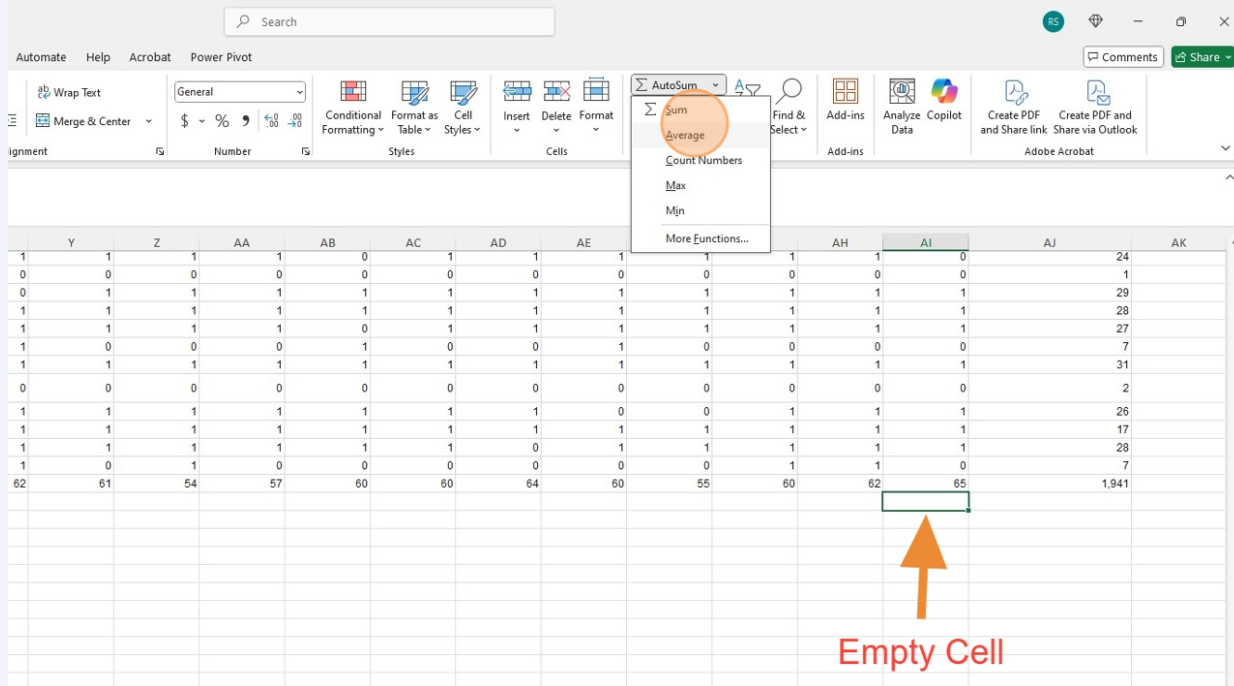 Search
RS
Automate Help Acrobat Power Pivot
Comments Share
Wrap Text
General
AutoSum
Merge & Center
$ % 9 .00 .00
Conditional Formatting
Format as Table
Cell Styles
Insert Delete Format
Find & Select
Add-ins
Analyze Data
Copilot
Create PDF and Share link
Create PDF and Share via Outlook
ignment Number Styles Cells Add-ins Adobe Acrobat
Sum
Average
Count Numbers
Max
Min
More Functions...
Y Z AA AB AC AD AE AH AI AJ AK
1 1 1 1 0 1 1 1 1 1 1 0 24
0 0 0 0 0 0 0 0 0 0 0 0 1
0 1 1 1 1 1 1 1 1 1 1 1 29
1 1 1 1 1 1 1 1 1 1 1 1 28
1 1 1 1 0 1 1 1 1 1 1 1 27
1 0 0 0 1 0 0 1 0 0 0 0 7
1 1 1 1 1 1 1 1 1 1 1 1 31
0 0 0 0 0 0 0 0 0 0 0 0 2
1 1 1 1 1 1 1 0 0 1 1 1 26
1 1 1 1 1 1 1 1 1 1 1 1 17
1 1 1 1 1 1 0 1 1 1 1 1 28
1 0 1 0 0 0 0 0 0 1 1 0 7
62 61 54 57 60 60 64 60 55 60 62 65 1,941
Empty Cell